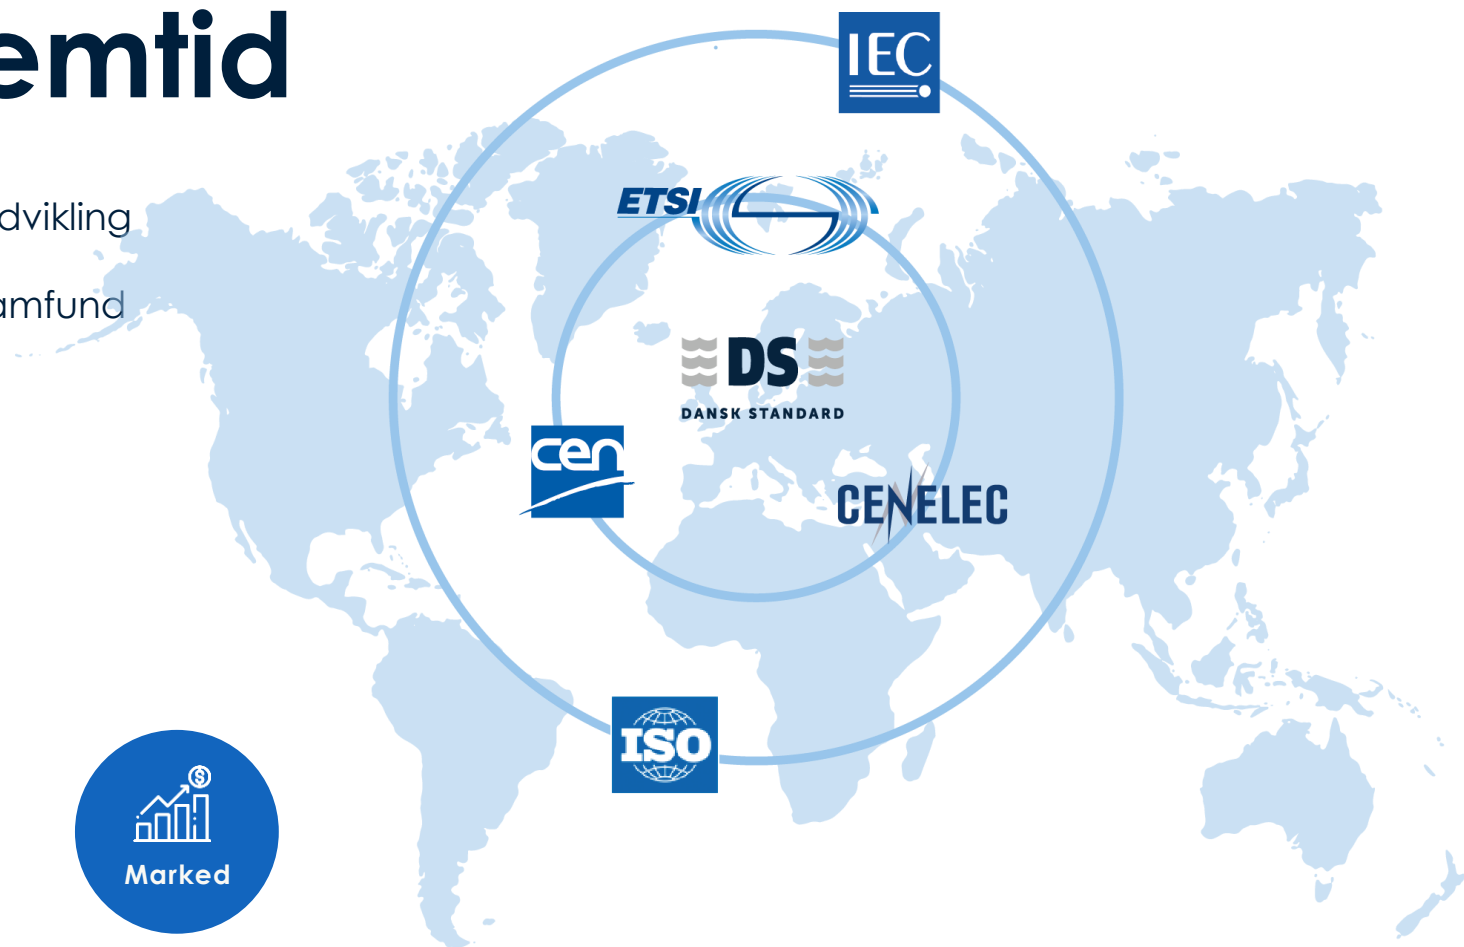 emtid
dvikling
amfund
IEC
ETSI
DS
DANSK STANDARD
cen
CENELEC
ISO
$
Marked